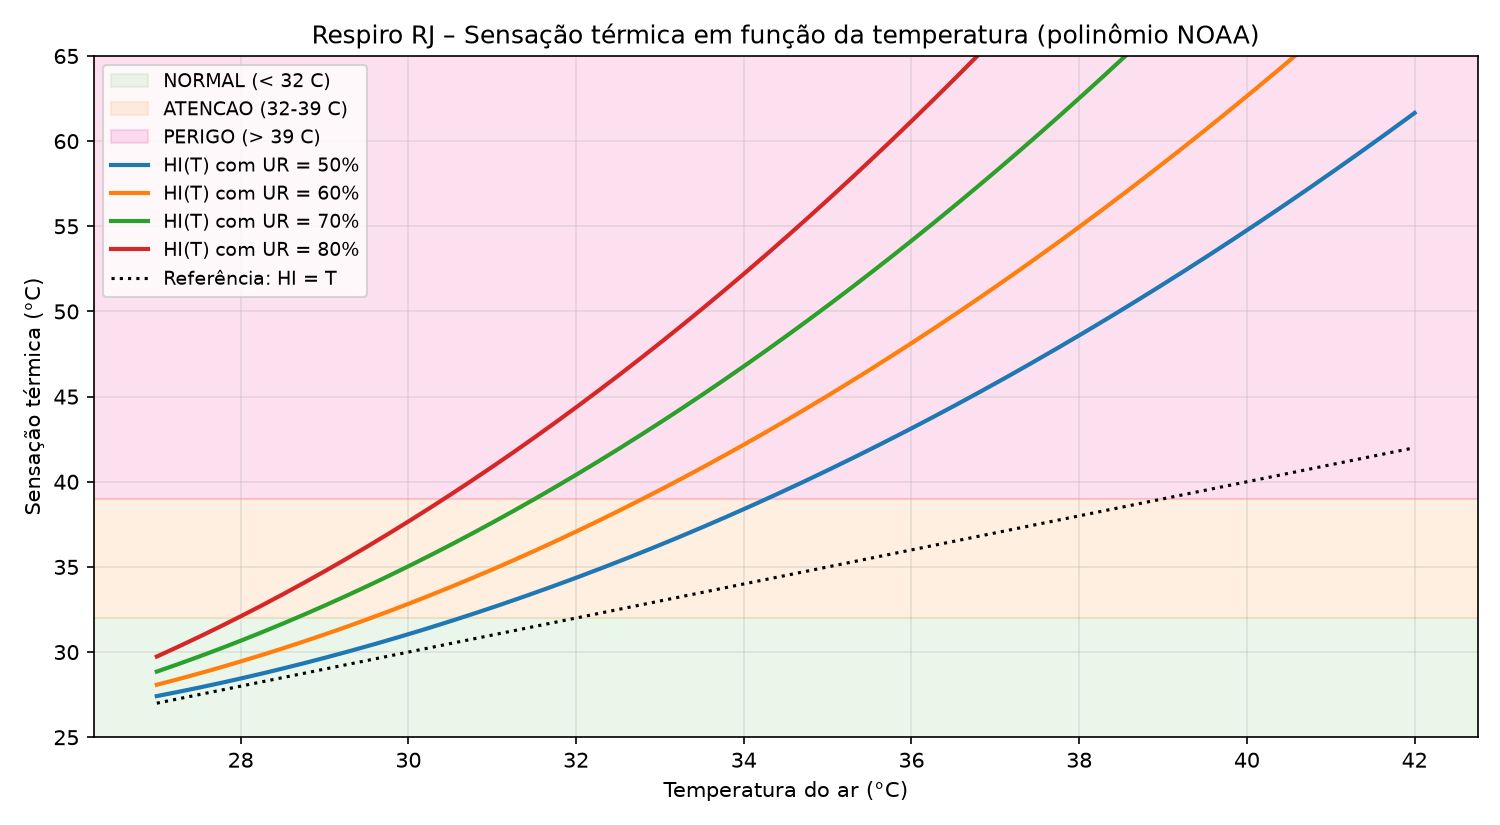 Respiro RJ – Sensação térmica em função da temperatura (polinômio NOAA)
NORMAL (< 32 C)
ATENCAO (32-39 C)
PERIGO (> 39 C)
HI(T) com UR = 50%
HI(T) com UR = 60%
HI(T) com UR = 70%
HI(T) com UR = 80%
Referência: HI = T
Sensação térmica (°C)
65
60
55
50
45
40
35
30
25
28 30 32 34 36 38 40 42
Temperatura do ar (°C)